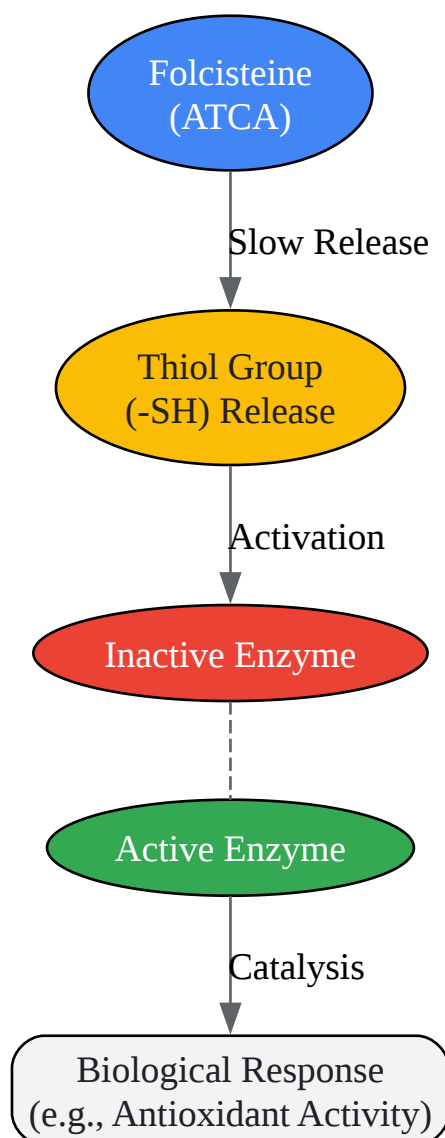 Folcisteine
(ATCA)
Slow Release
Thiol Group
(-SH) Release
Activation
Inactive Enzyme
Active Enzyme
Catalysis
Biological Response
(e.g., Antioxidant Activity)